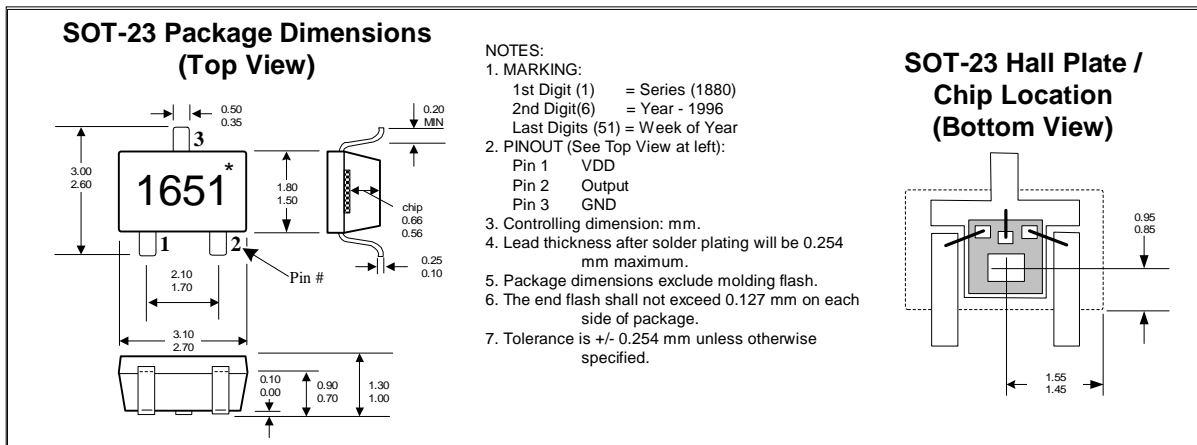 SOT-23 Package Dimensions
(Top View)
0.50
0.35
3
0.20
MIN
3.00
2.60
1651*
1.80
1.50
chip
0.66
0.56
1
2
0.25
0.10
2.10
1.70
Pin #
3.10
2.70
0.10
0.00
0.90
0.70
1.30
1.00
NOTES:
1. MARKING:
1st Digit (1) = Series (1880)
2nd Digit(6) = Year - 1996
Last Digits (51) = Week of Year
2. PINOUT (See Top View at left):
Pin 1 VDD
Pin 2 Output
Pin 3 GND
3. Controlling dimension: mm.
4. Lead thickness after solder plating will be 0.254
mm maximum.
5. Package dimensions exclude molding flash.
6. The end flash shall not exceed 0.127 mm on each
side of package.
7. Tolerance is +/- 0.254 mm unless otherwise
specified.
SOT-23 Hall Plate /
Chip Location
(Bottom View)
0.95
0.85
1.55
1.45